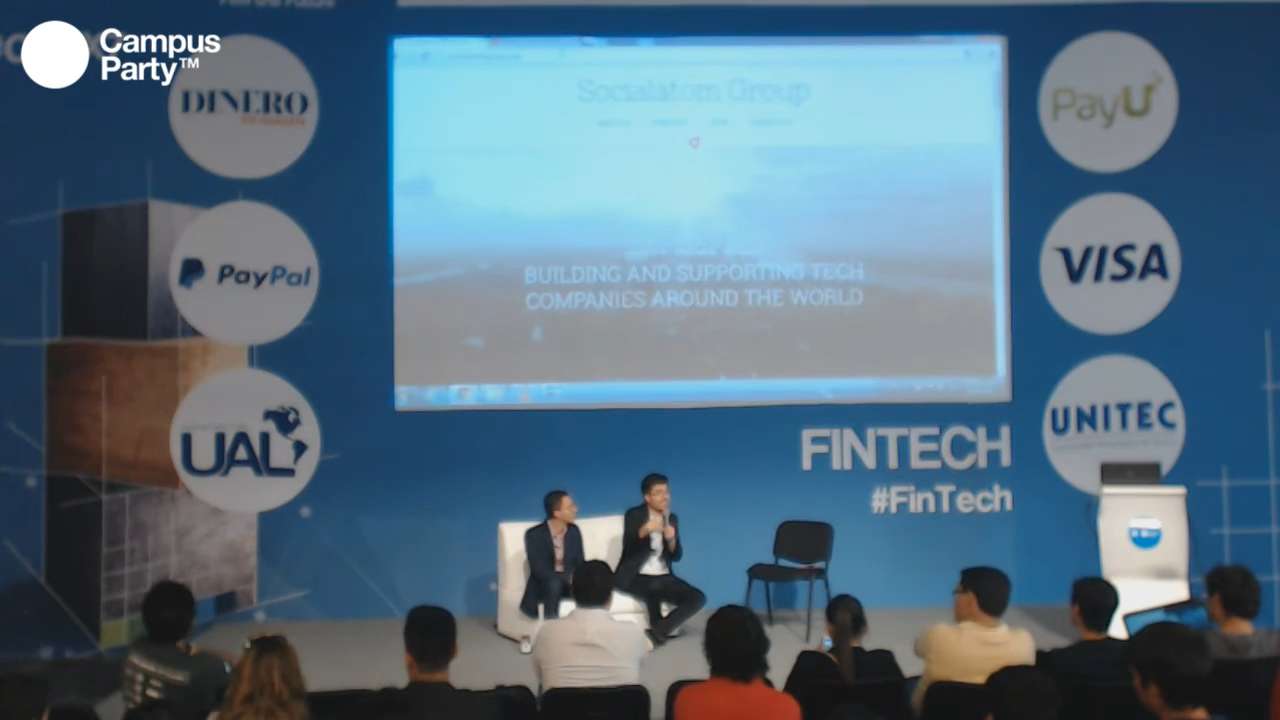 Campus
Party™
DINERO
PayPal
UAL
Socialatom Group
BUILDING AND SUPPORTING TECH
COMPANIES AROUND THE WORLD
PayU
VISA
UNITEC
FINTECH
#FinTech